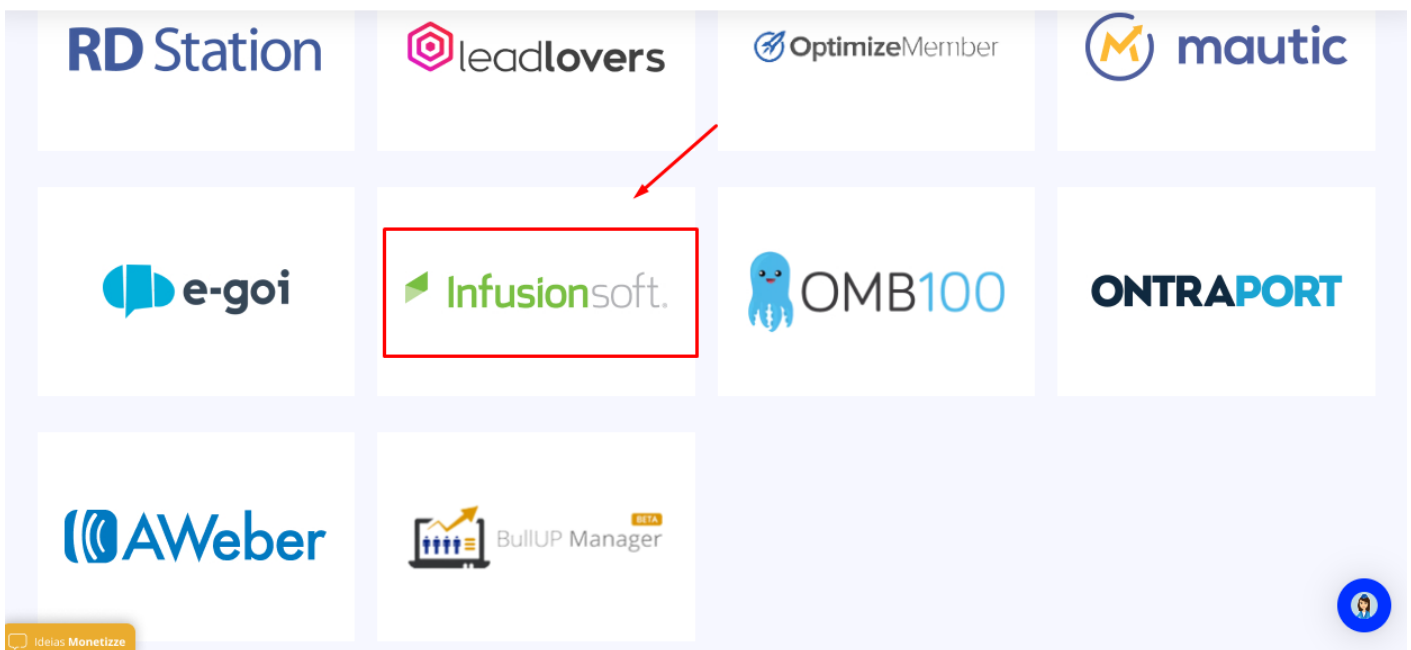 RD Station
leadlovers
OptimizeMember
mautic
e-goi
Infusionsoft.
OMB100
ONTRAPORT
AWeber
BETA
BullUP Manager
Ideias Monetizze